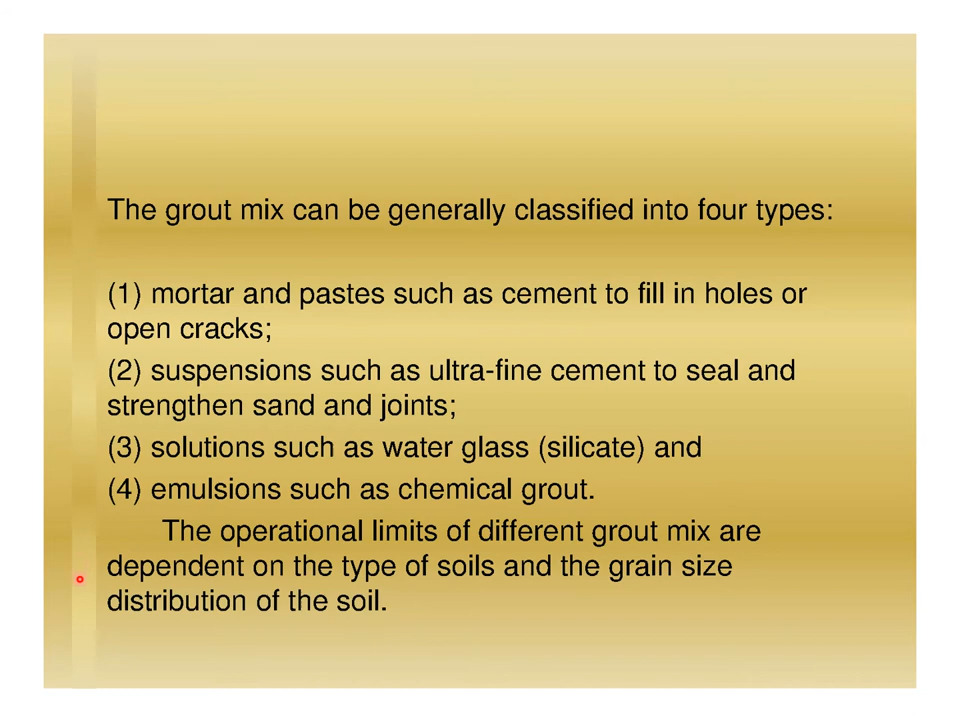 The grout mix can be generally classified into four types:
(1) mortar and pastes such as cement to fill in holes or
open cracks;
(2) suspensions such as ultra-fine cement to seal and
strengthen sand and joints;
(3) solutions such as water glass (silicate) and
(4) emulsions such as chemical grout.
The operational limits of different grout mix are
dependent on the type of soils and the grain size
distribution of the soil.